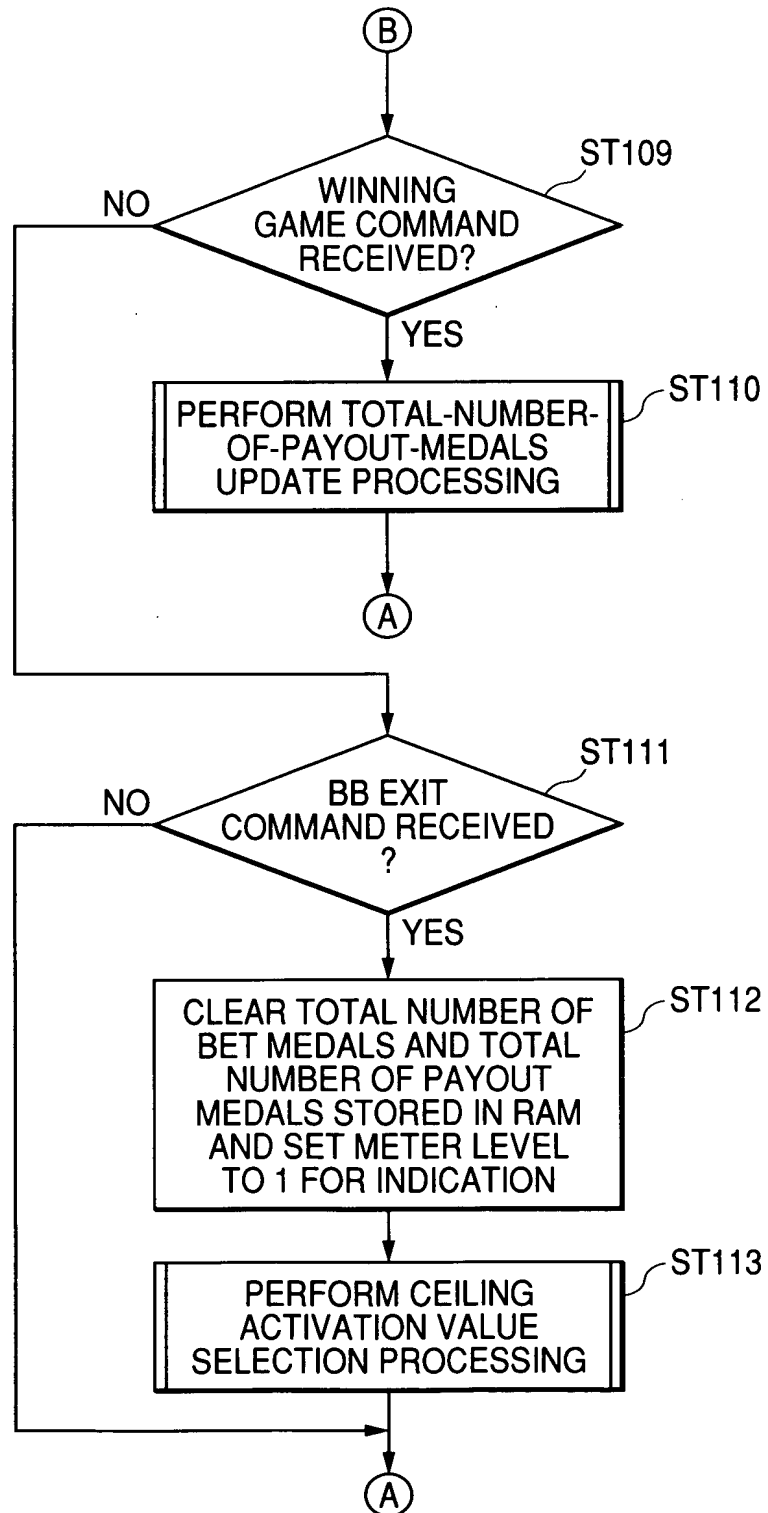 B
ST109
WINNING
GAME COMMAND
RECEIVED?
NO
YES
ST110
PERFORM TOTAL-NUMBER-
OF-PAYOUT-MEDALS
UPDATE PROCESSING
A
ST111
BB EXIT
COMMAND RECEIVED
?
NO
YES
ST112
CLEAR TOTAL NUMBER OF
BET MEDALS AND TOTAL
NUMBER OF PAYOUT
MEDALS STORED IN RAM
AND SET METER LEVEL
TO 1 FOR INDICATION
ST113
PERFORM CEILING
ACTIVATION VALUE
SELECTION PROCESSING
A